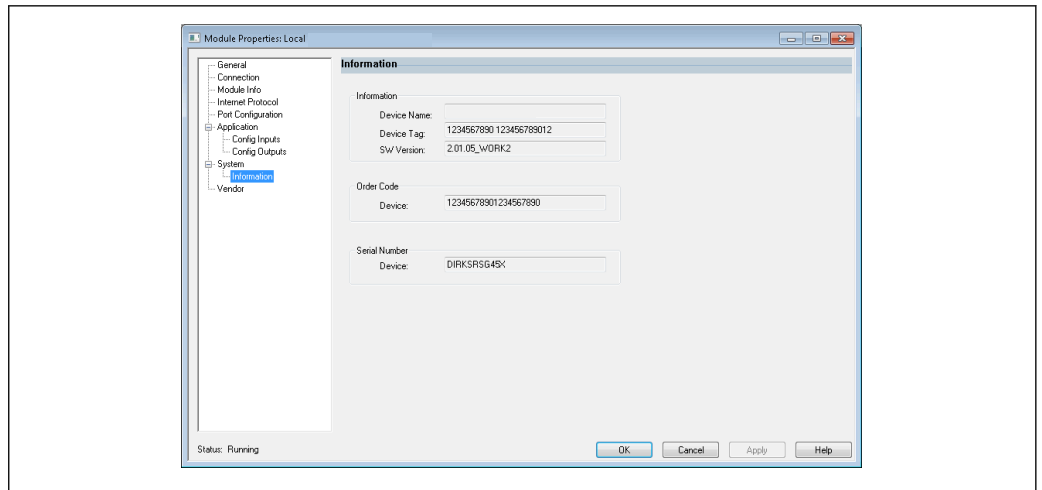 Module Properties: Local
General
Connection
Module Info
Internet Protocol
Port Configuration
Application
Config Inputs
Config Outputs
System
Information
Vendor
Information
Information
Device Name:
Device Tag: 1234567890 123456789012
SW Version: 2.01.05_WORK2
Order Code
Device: 12345678901234567890
Serial Number
Device: DIRKSRSG45X
Status: Running
OK Cancel Apply Help